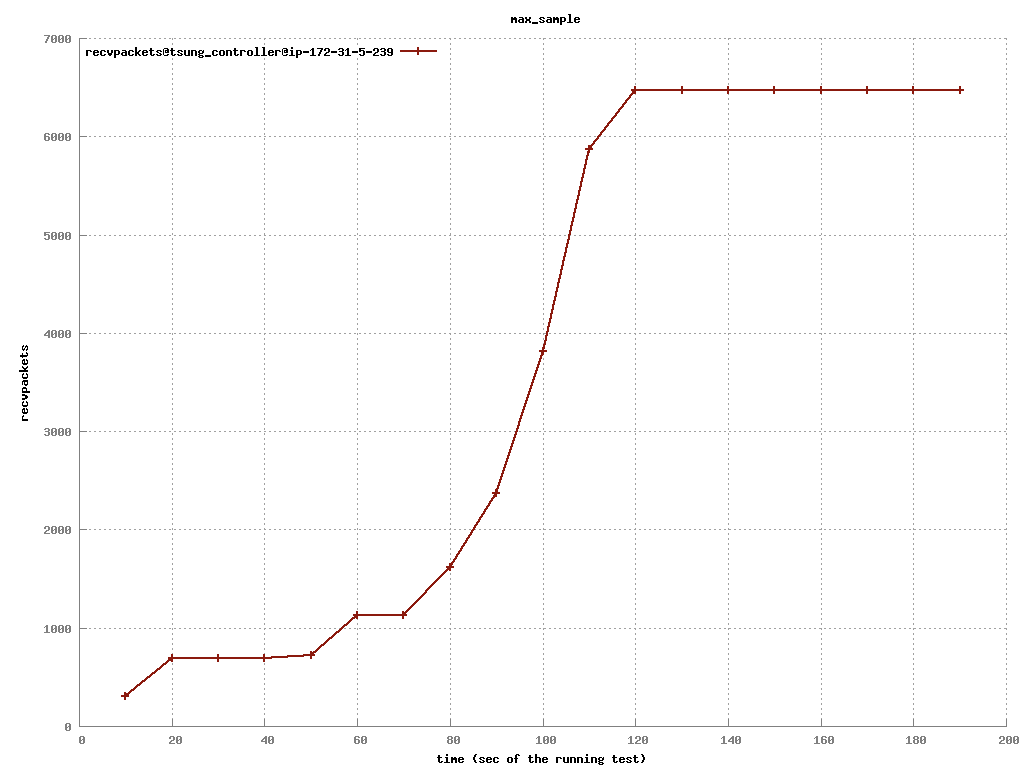 max_sample
7000
recvpackets@tsung_controller@ip-172-31-5-239
6000
5000
4000
3000
2000
1000
0
recvpackets
0 20 40 60 80 100 120 140 160 180 200
time (sec of the running test)